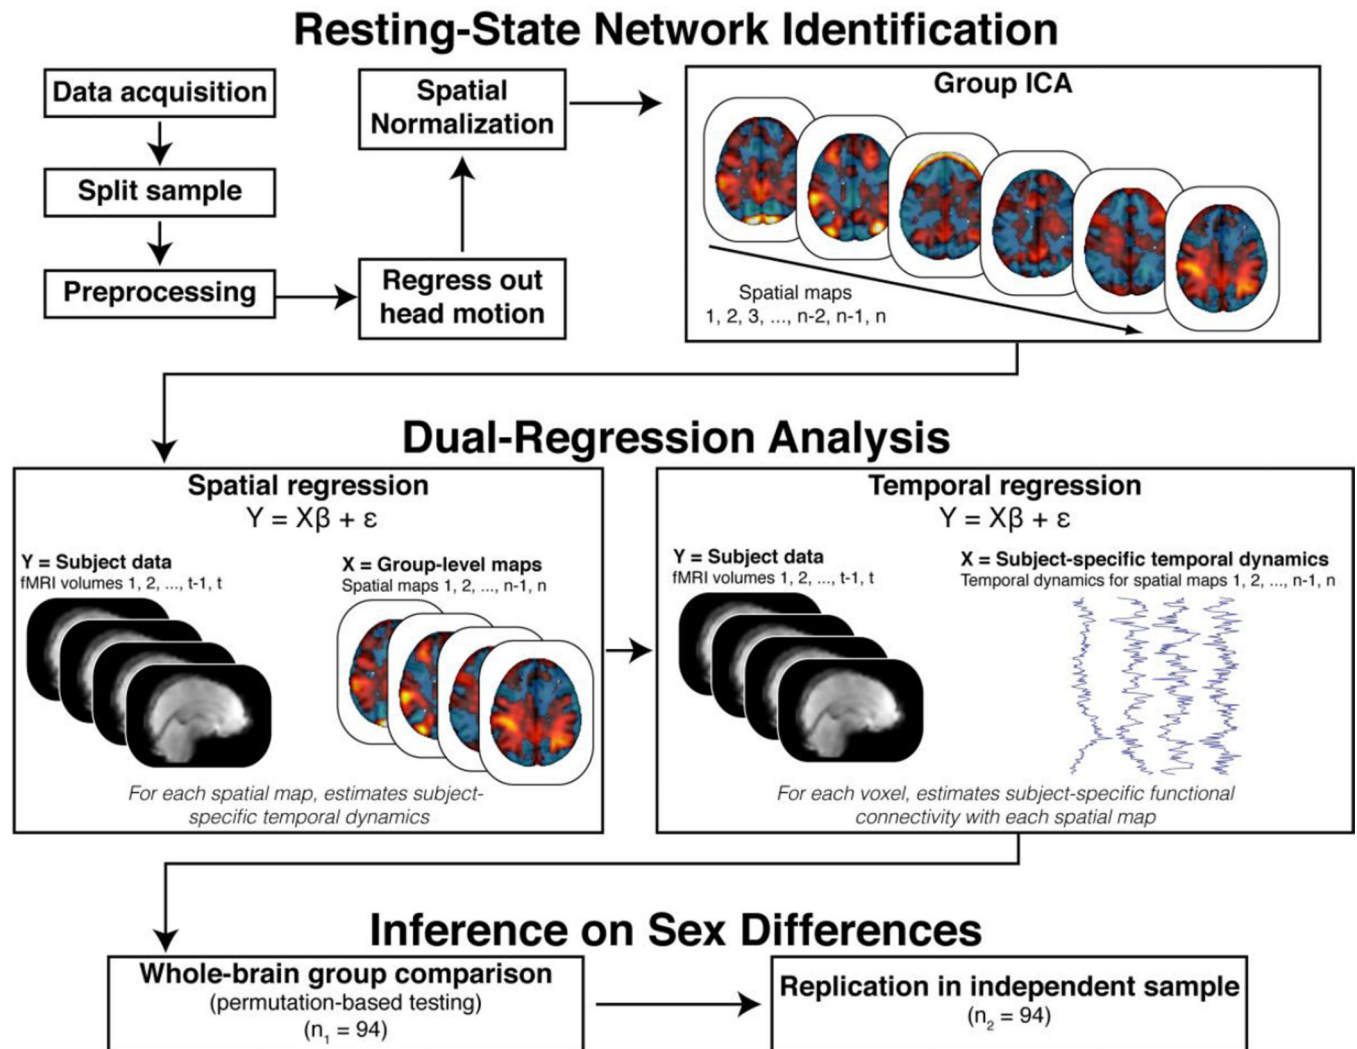 Resting-State Network Identification
Data acquisition
Split sample
Preprocessing
Regress out
head motion
Spatial
Normalization
Group ICA
Spatial maps
1, 2, 3, ..., n-2, n-1, n
Dual-Regression Analysis
Spatial regression
Y = Xβ + ε
Y = Subject data
fMRI volumes 1, 2, ..., t-1, t
X = Group-level maps
Spatial maps 1, 2, ..., n-1, n
For each spatial map, estimates subject-
specific temporal dynamics
Temporal regression
Y = Xβ + ε
Y = Subject data
fMRI volumes 1, 2, ..., t-1, t
X = Subject-specific temporal dynamics
Temporal dynamics for spatial maps 1, 2, ..., n-1, n
For each voxel, estimates subject-specific functional
connectivity with each spatial map
Inference on Sex Differences
Whole-brain group comparison
(permutation-based testing)
(n₁ = 94)
Replication in independent sample
(n₂ = 94)